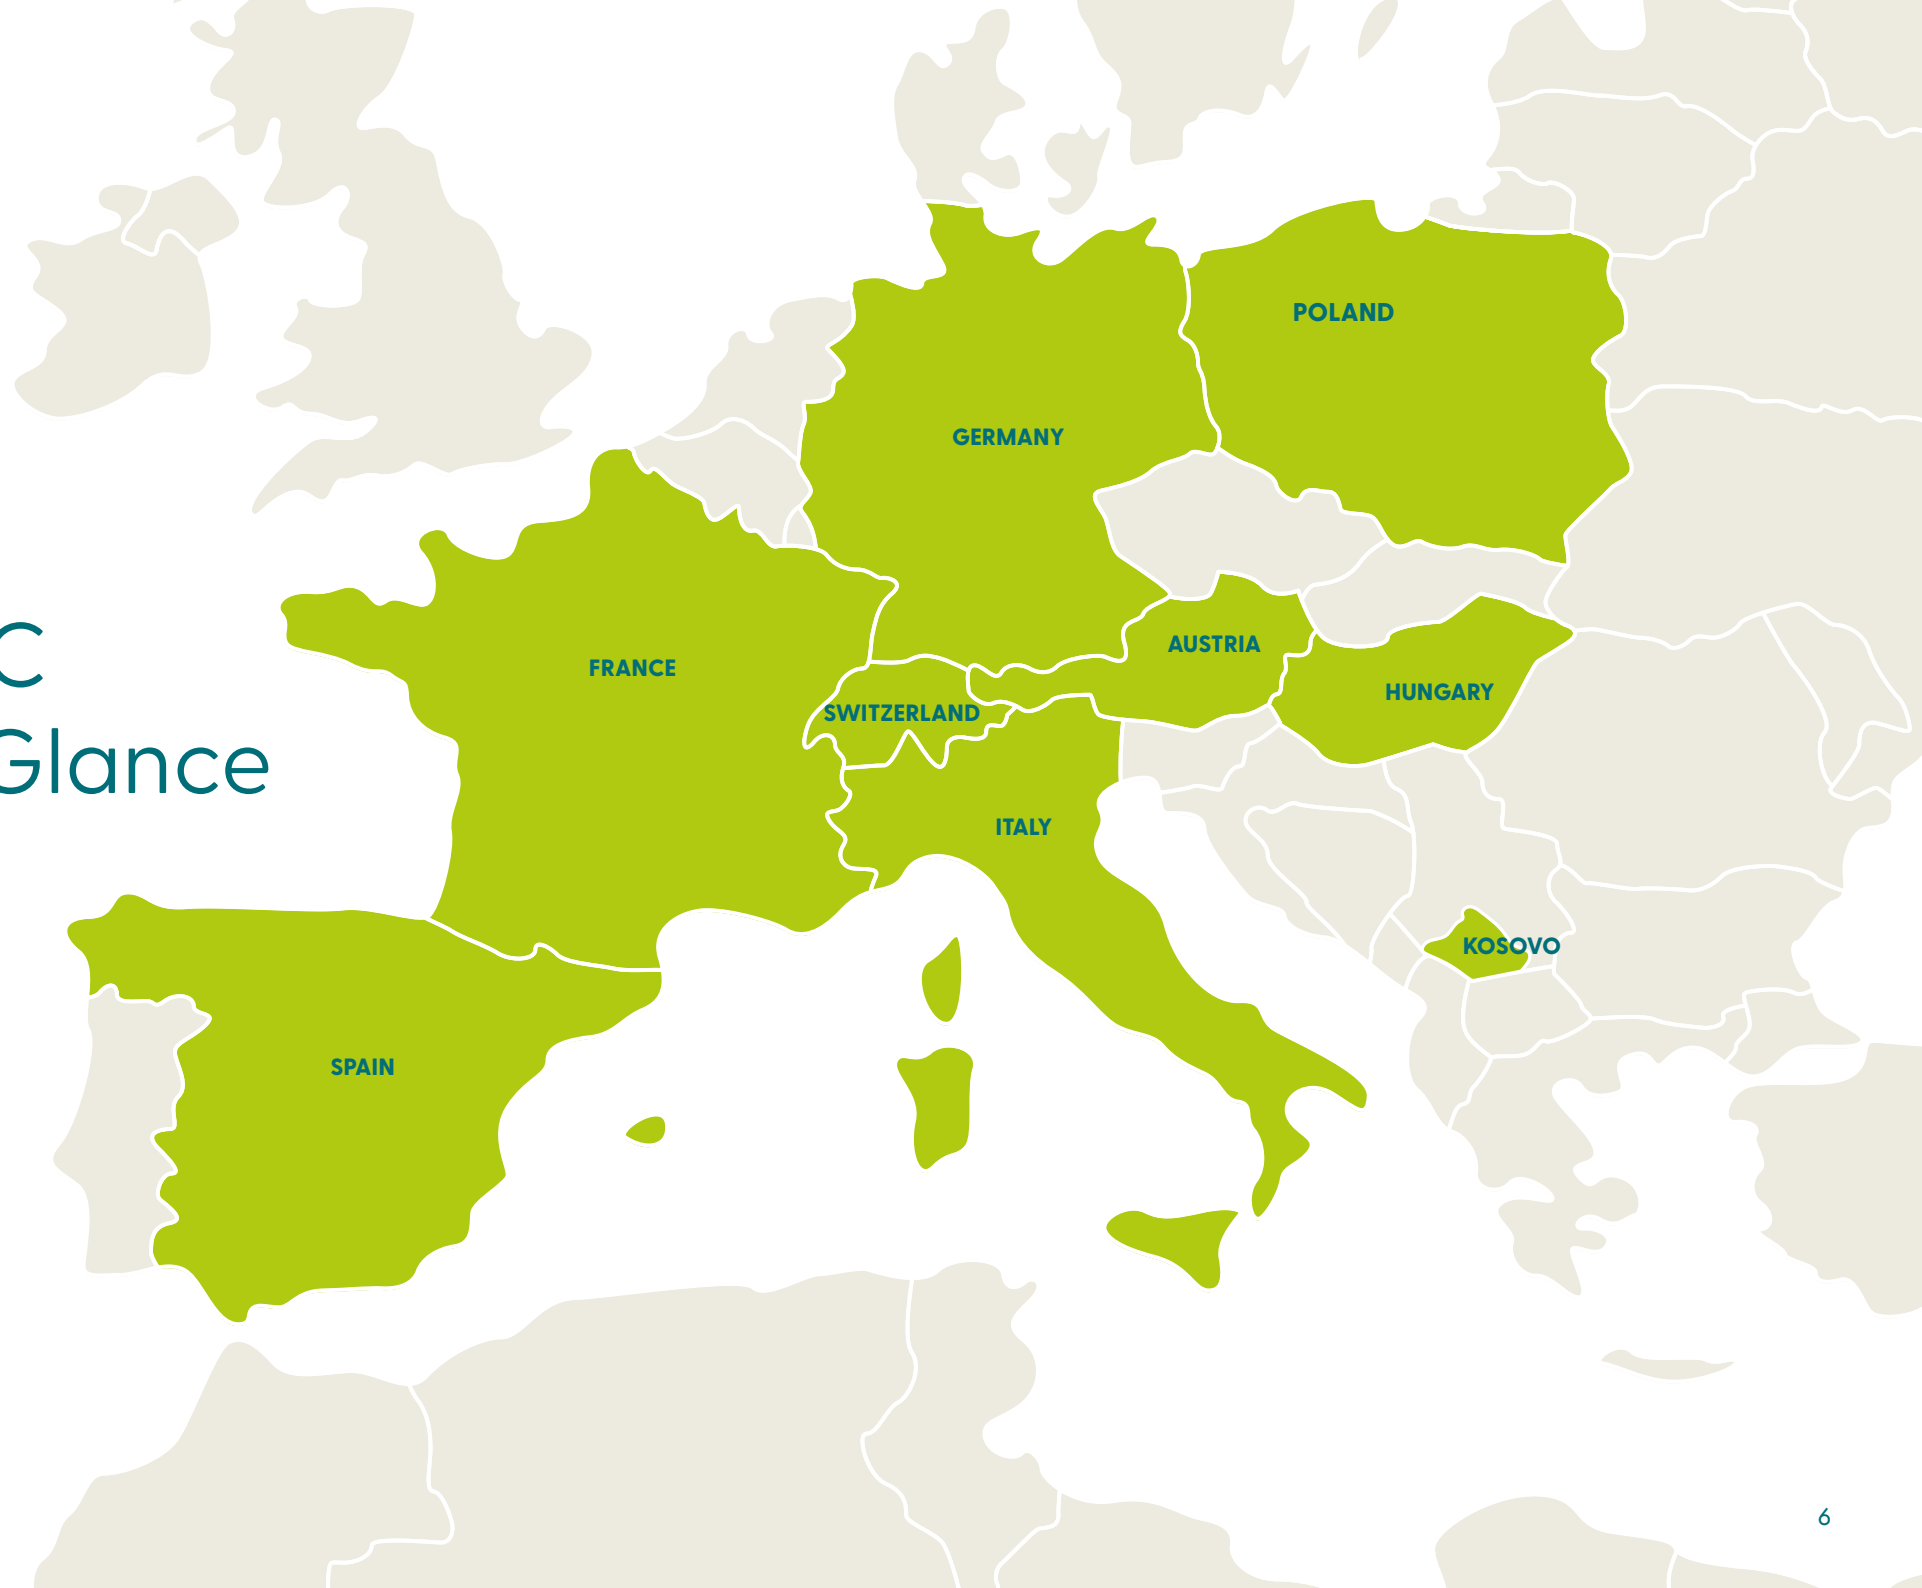 C
Glance
POLAND
GERMANY
AUSTRIA
FRANCE
HUNGARY
SWITZERLAND
ITALY
KOSOVO
SPAIN
6